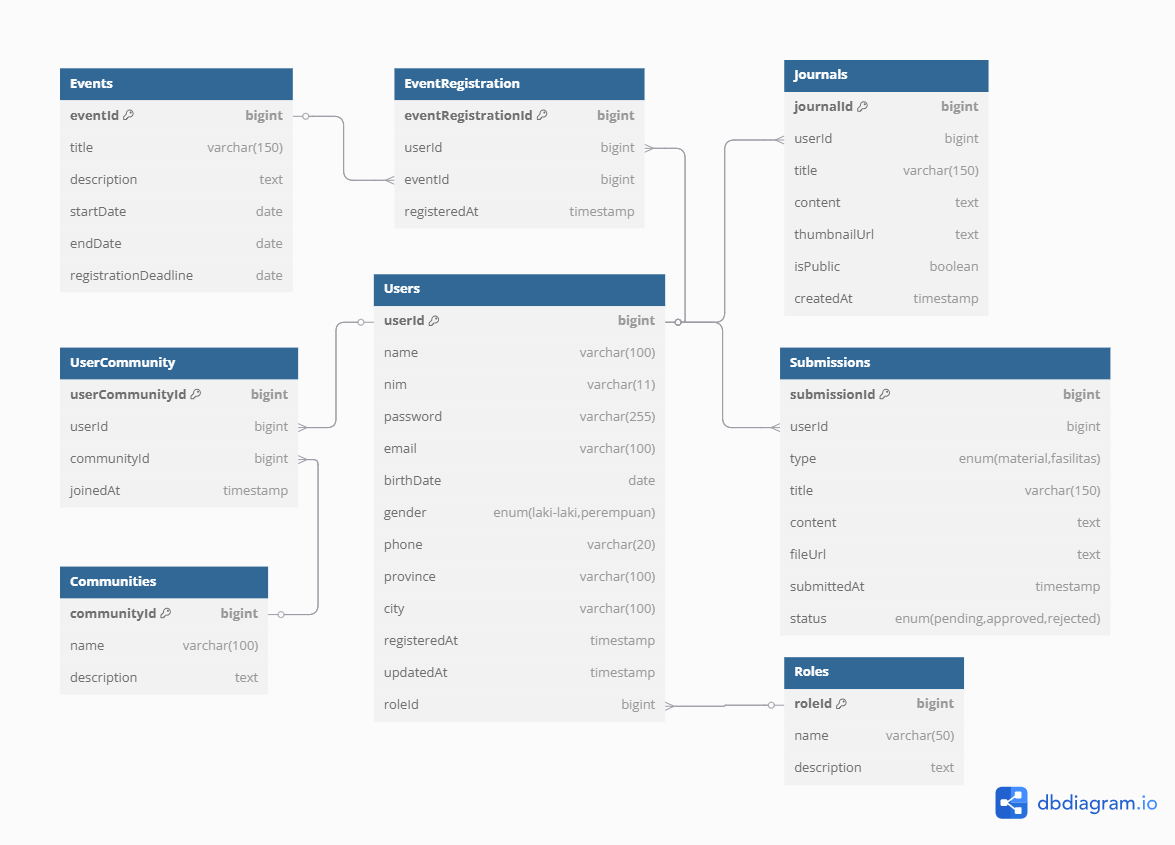 Events
eventId bigint
title varchar(150)
description text
startDate date
endDate date
registrationDeadline date
EventRegistration
eventRegistrationId bigint
userId bigint
eventId bigint
registeredAt timestamp
Journals
journalId bigint
userId bigint
title varchar(150)
content text
thumbnailUrl text
isPublic boolean
createdAt timestamp
Users
userId bigint
name varchar(100)
nim varchar(11)
password varchar(255)
email varchar(100)
birthDate date
gender enum(laki-laki,perempuan)
phone varchar(20)
province varchar(100)
city varchar(100)
registeredAt timestamp
updatedAt timestamp
roleId bigint
UserCommunity
userCommunityId bigint
userId bigint
communityId bigint
joinedAt timestamp
Submissions
submissionId bigint
userId bigint
type enum(material,fasilitas)
title varchar(150)
content text
fileUrl text
submittedAt timestamp
status enum(pending,approved,rejected)
Communities
communityId bigint
name varchar(100)
description text
Roles
roleId bigint
name varchar(50)
description text
dbdiagram.io